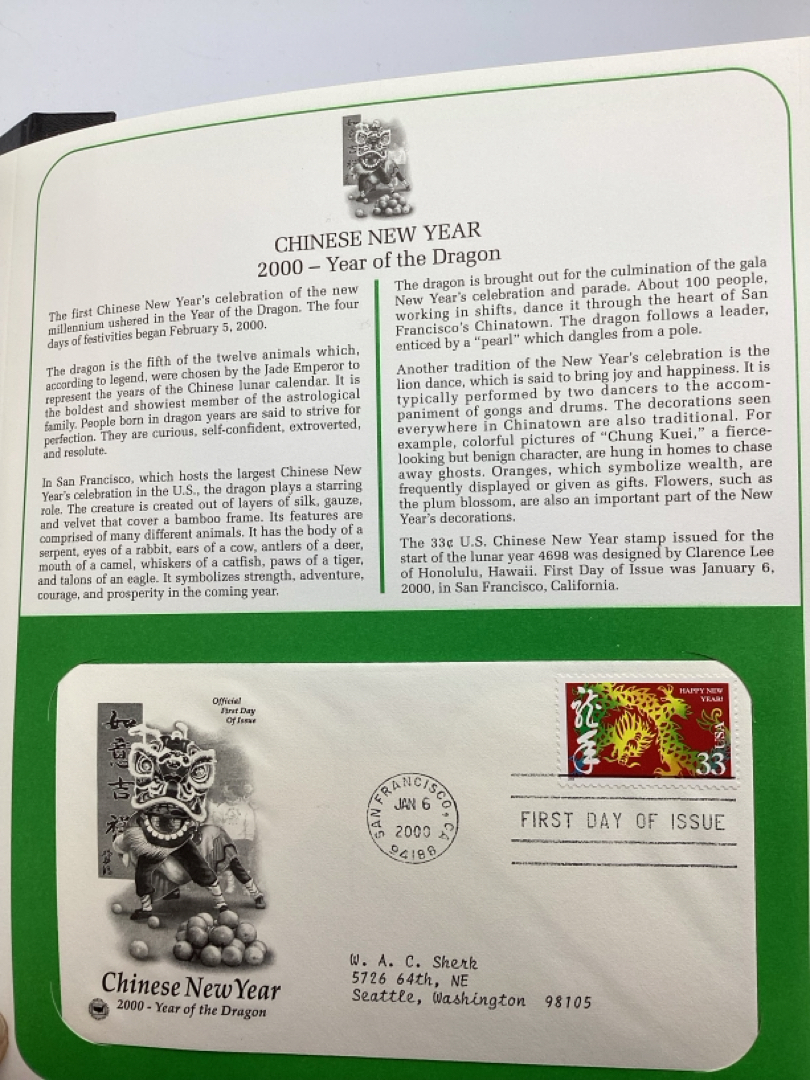 CHINESE NEW YEAR
2000 – Year of the Dragon
The first Chinese New Year's celebration of the new
millennium ushered in the Year of the Dragon. The four
days of festivities began February 5, 2000.
The dragon is the fifth of the twelve animals which,
according to legend, were chosen by the Jade Emperor to
represent the years of the Chinese lunar calendar. It is
the boldest and showiest member of the astrological
family. People born in dragon years are said to strive for
perfection. They are curious, self-confident, extroverted,
and resolute.
In San Francisco, which hosts the largest Chinese New
Year's celebration in the U.S., the dragon plays a starring
role. The creature is created out of layers of silk, gauze,
and velvet that cover a bamboo frame. Its features are
comprised of many different animals. It has the body of a
serpent, eyes of a rabbit, ears of a cow, antlers of a deer,
mouth of a camel, whiskers of a catfish, paws of a tiger,
and talons of an eagle. It symbolizes strength, adventure,
courage, and prosperity in the coming year.
The dragon is brought out for the culmination of the gala
New Year's celebration and parade. About 100 people,
working in shifts, dance it through the heart of San
Francisco's Chinatown. The dragon follows a leader,
enticed by a “pearl” which dangles from a pole.
Another tradition of the New Year's celebration is the
lion dance, which is said to bring joy and happiness. It is
typically performed by two dancers to the accom-
paniment of gongs and drums. The decorations seen
everywhere in Chinatown are also traditional. For
example, colorful pictures of “Chung Kuei,” a fierce-
looking but benign character, are hung in homes to chase
away ghosts. Oranges, which symbolize wealth, are
frequently displayed or given as gifts. Flowers, such as
the plum blossom, are also an important part of the New
Year's decorations.
The 33¢ U.S. Chinese New Year stamp issued for the
start of the lunar year 4698 was designed by Clarence Lee
of Honolulu, Hawaii. First Day of Issue was January 6,
2000, in San Francisco, California.
如意吉祥
Official
First Day
Of Issue
龍年
HAPPY NEW
YEAR!
USA
33
SAN FRANCISCO, CA
JAN 6
2000
94188
FIRST DAY OF ISSUE
W. A. C. Sherk
5726 64th, NE
Seattle, Washington 98105
Chinese New Year
2000 - Year of the Dragon